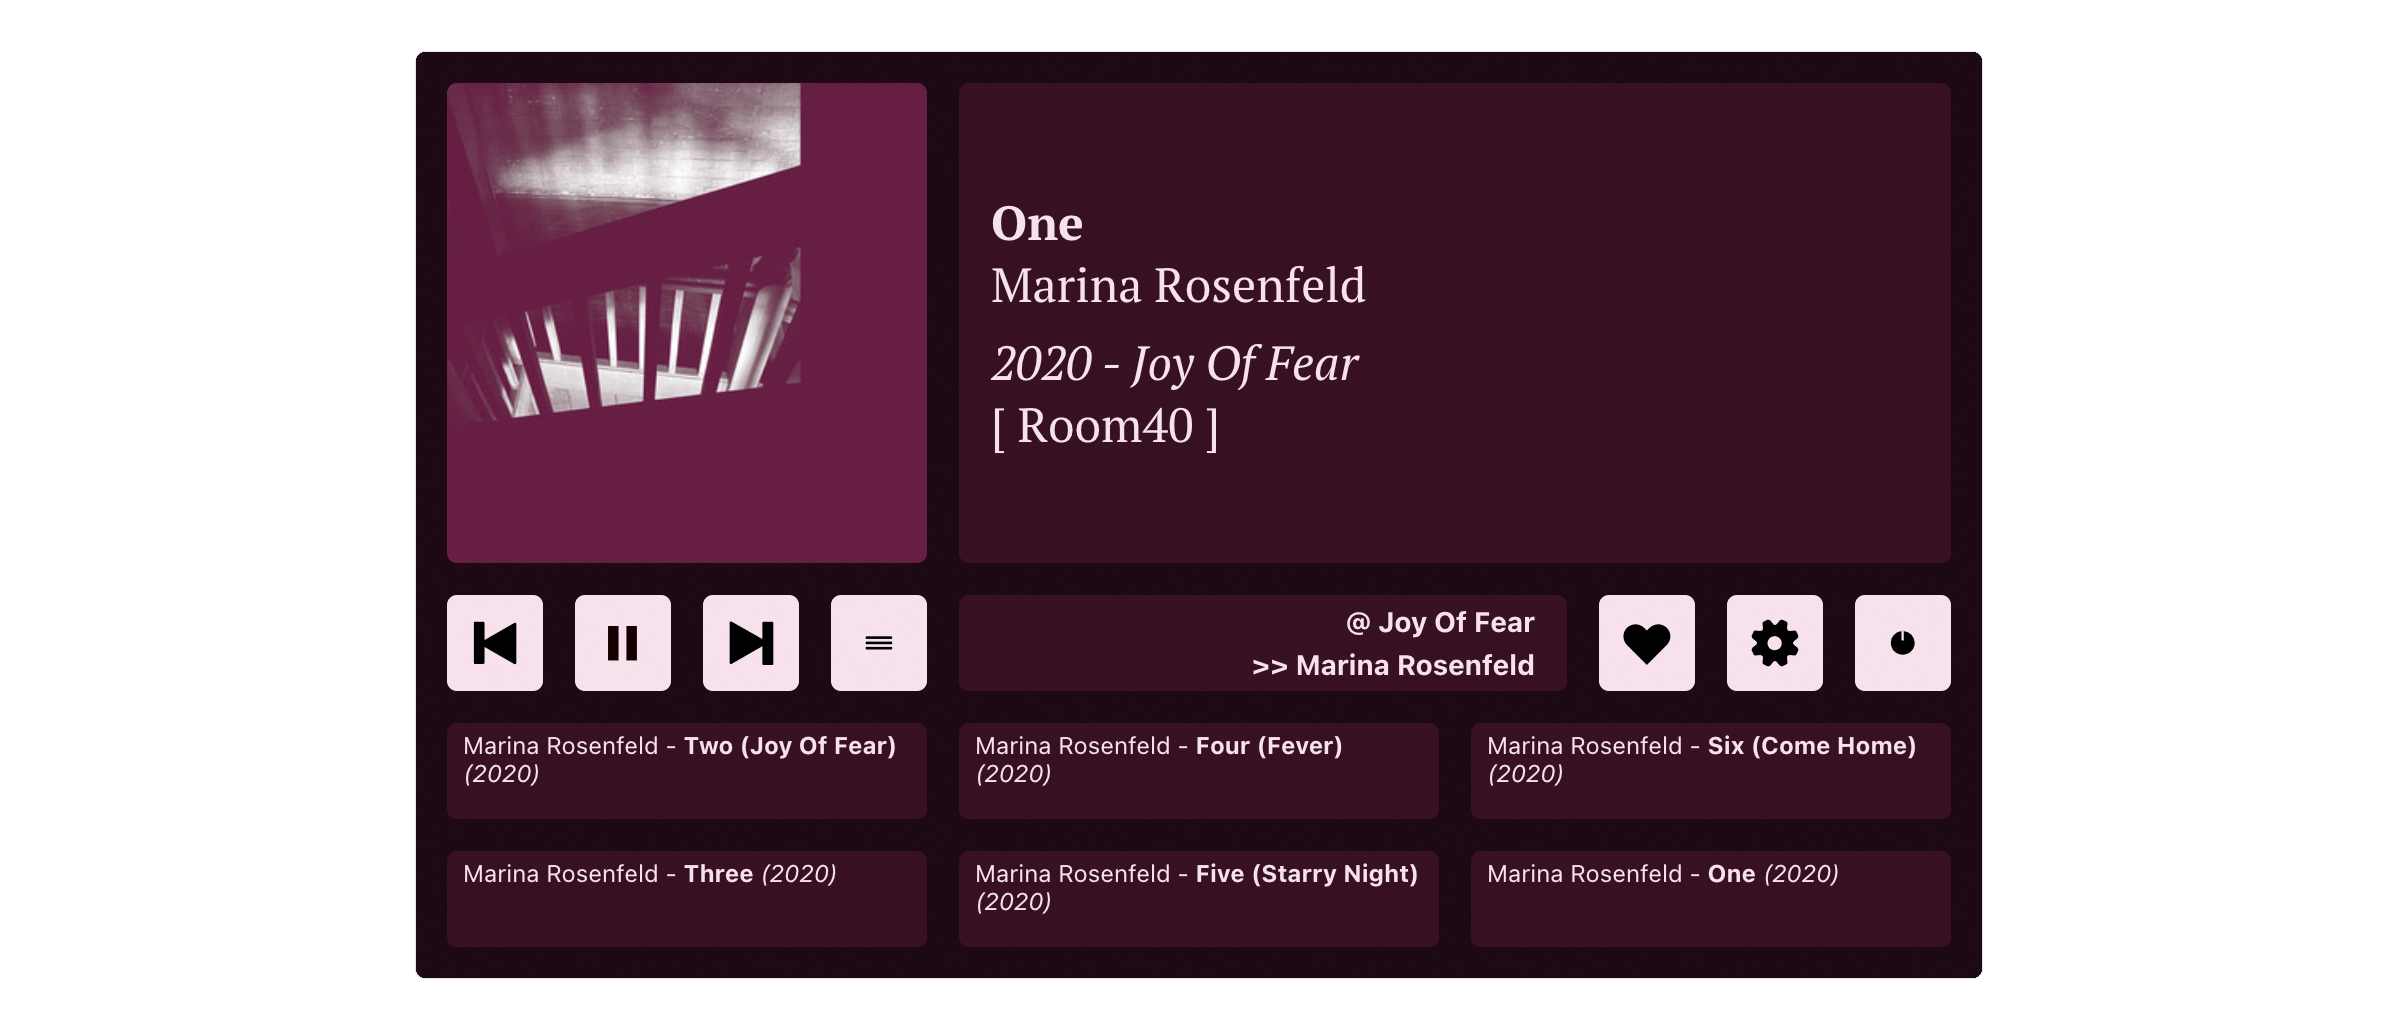 One
Marina Rosenfeld
2020 - Joy Of Fear
[ Room40 ]
@ Joy Of Fear
>> Marina Rosenfeld
Marina Rosenfeld - Two (Joy Of Fear)
(2020)
Marina Rosenfeld - Four (Fever)
(2020)
Marina Rosenfeld - Six (Come Home)
(2020)
Marina Rosenfeld - Three (2020)
Marina Rosenfeld - Five (Starry Night)
(2020)
Marina Rosenfeld - One (2020)